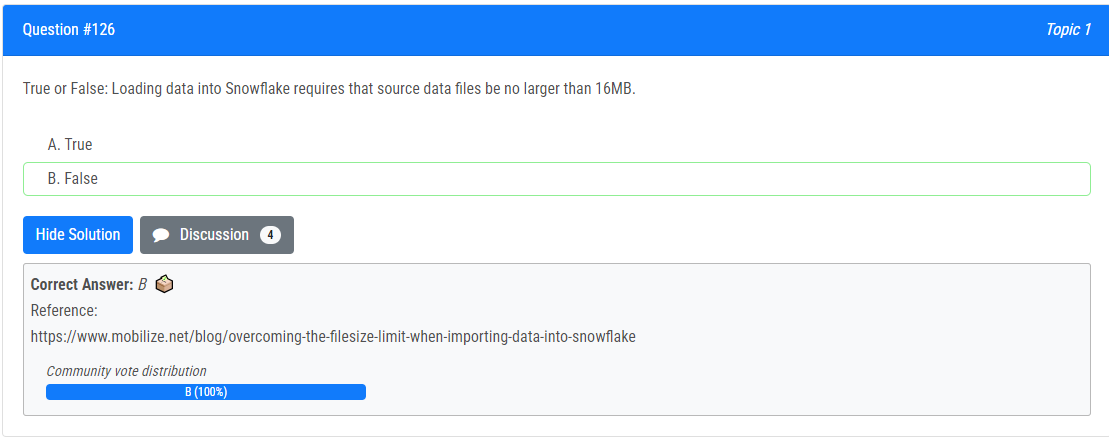 Question #126
Topic 1
True or False: Loading data into Snowflake requires that source data files be no larger than 16MB.
A. True
B. False
Hide Solution
Discussion 4
Correct Answer: B
Reference:
https://www.mobilize.net/blog/overcoming-the-filesize-limit-when-importing-data-into-snowflake
Community vote distribution
B (100%)